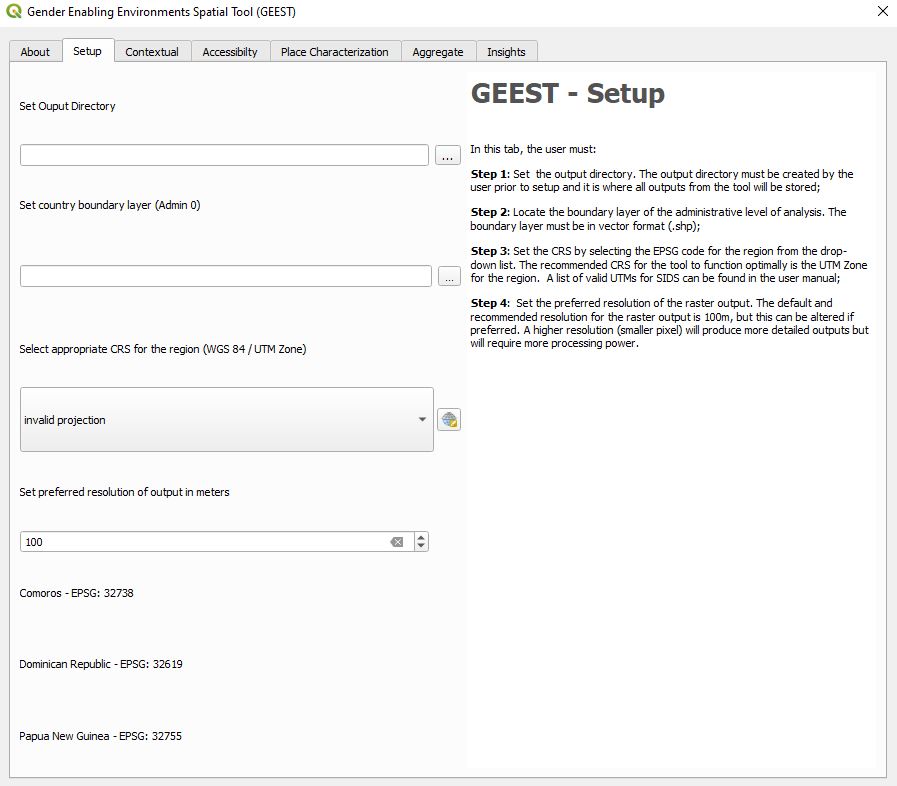 Gender Enabling Environments Spatial Tool (GEEST)
About
Setup
Contextual
Accessibilty
Place Characterization
Aggregate
Insights
Set Ouput Directory
...
Set country boundary layer (Admin 0)
...
Select appropriate CRS for the region (WGS 84 / UTM Zone)
invalid projection
Set preferred resolution of output in meters
100
Comoros - EPSG: 32738
Dominican Republic - EPSG: 32619
Papua New Guinea - EPSG: 32755
GEEST - Setup
In this tab, the user must:
Step 1: Set the output directory. The output directory must be created by the
user prior to setup and it is where all outputs from the tool will be stored;
Step 2: Locate the boundary layer of the administrative level of analysis. The
boundary layer must be in vector format (.shp);
Step 3: Set the CRS by selecting the EPSG code for the region from the drop-
down list. The recommended CRS for the tool to function optimally is the UTM Zone
for the region. A list of valid UTMs for SIDS can be found in the user manual;
Step 4: Set the preferred resolution of the raster output. The default and
recommended resolution for the raster output is 100m, but this can be altered if
preferred. A higher resolution (smaller pixel) will produce more detailed outputs but
will require more processing power.